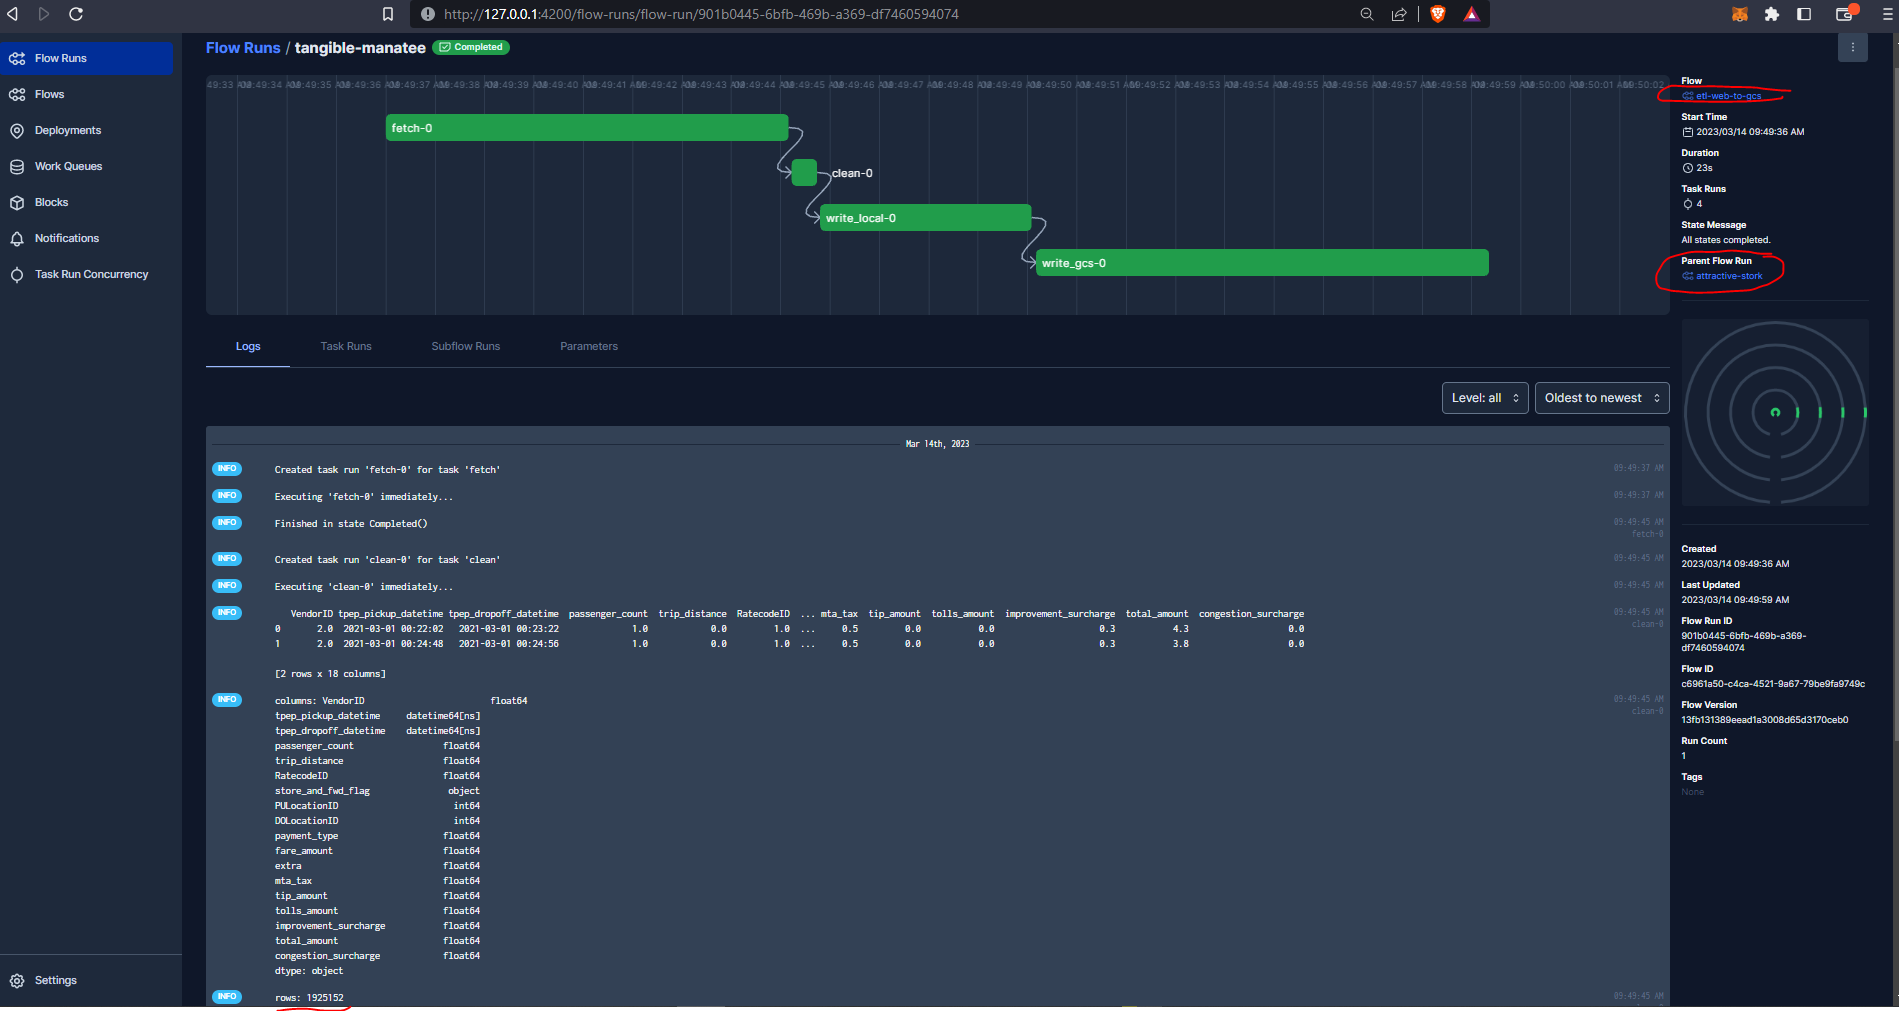 http://127.0.0.1:4200/flow-runs/flow-run/901b0445-6bfb-469b-a369-df7460594074
Flow Runs
Flows
Deployments
Work Queues
Blocks
Notifications
Task Run Concurrency
Settings
Flow Runs / tangible-manatee Completed
fetch-0
clean-0
write_local-0
write_gcs-0
Logs Task Runs Subflow Runs Parameters
Level: all Oldest to newest
Mar 14th, 2023
INFO Created task run 'fetch-0' for task 'fetch' 09:49:37 AM
INFO Executing 'fetch-0' immediately... 09:49:37 AM
INFO Finished in state Completed() 09:49:45 AM
fetch-0
INFO Created task run 'clean-0' for task 'clean' 09:49:45 AM
INFO Executing 'clean-0' immediately... 09:49:45 AM
INFO VendorID tpep_pickup_datetime tpep_dropoff_datetime passenger_count trip_distance RatecodeID ... mta_tax tip_amount tolls_amount improvement_surcharge total_amount congestion_surcharge 09:49:45 AM
clean-0
0 2.0 2021-03-01 00:22:02 2021-03-01 00:23:22 1.0 0.0 1.0 ... 0.5 0.0 0.0 0.3 4.3 0.0
1 2.0 2021-03-01 00:24:48 2021-03-01 00:24:56 1.0 0.0 1.0 ... 0.5 0.0 0.0 0.3 3.8 0.0
[2 rows x 18 columns]
INFO columns: VendorID float64 09:49:45 AM
clean-0
tpep_pickup_datetime datetime64[ns]
tpep_dropoff_datetime datetime64[ns]
passenger_count float64
trip_distance float64
RatecodeID float64
store_and_fwd_flag object
PULocationID int64
DOLocationID int64
payment_type float64
fare_amount float64
extra float64
mta_tax float64
tip_amount float64
tolls_amount float64
improvement_surcharge float64
total_amount float64
congestion_surcharge float64
dtype: object
INFO rows: 1925152 09:49:45 AM
Flow
etl-web-to-gcs
Start Time
2023/03/14 09:49:36 AM
Duration
23s
Task Runs
4
State Message
All states completed.
Parent Flow Run
attractive-stork
Created
2023/03/14 09:49:36 AM
Last Updated
2023/03/14 09:49:59 AM
Flow Run ID
901b0445-6bfb-469b-a369-
df7460594074
Flow ID
c6961a50-c4ca-4521-9a67-79be9fa9749c
Flow Version
13fb131389eead1a3008d65d3170ceb0
Run Count
1
Tags
None